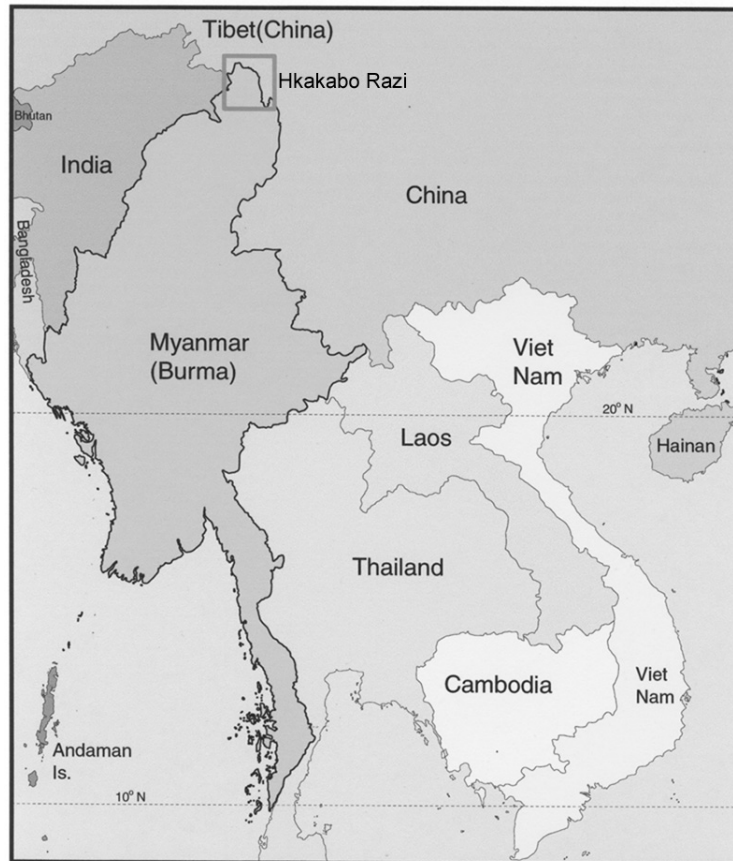 Tibet(China)
Hkakabo Razi
Bhutan
India
China
Bangladesh
Myanmar
(Burma)
Viet
Nam
20° N
Laos
Hainan
Thailand
Cambodia
Viet
Nam
Andaman
Is.
10° N